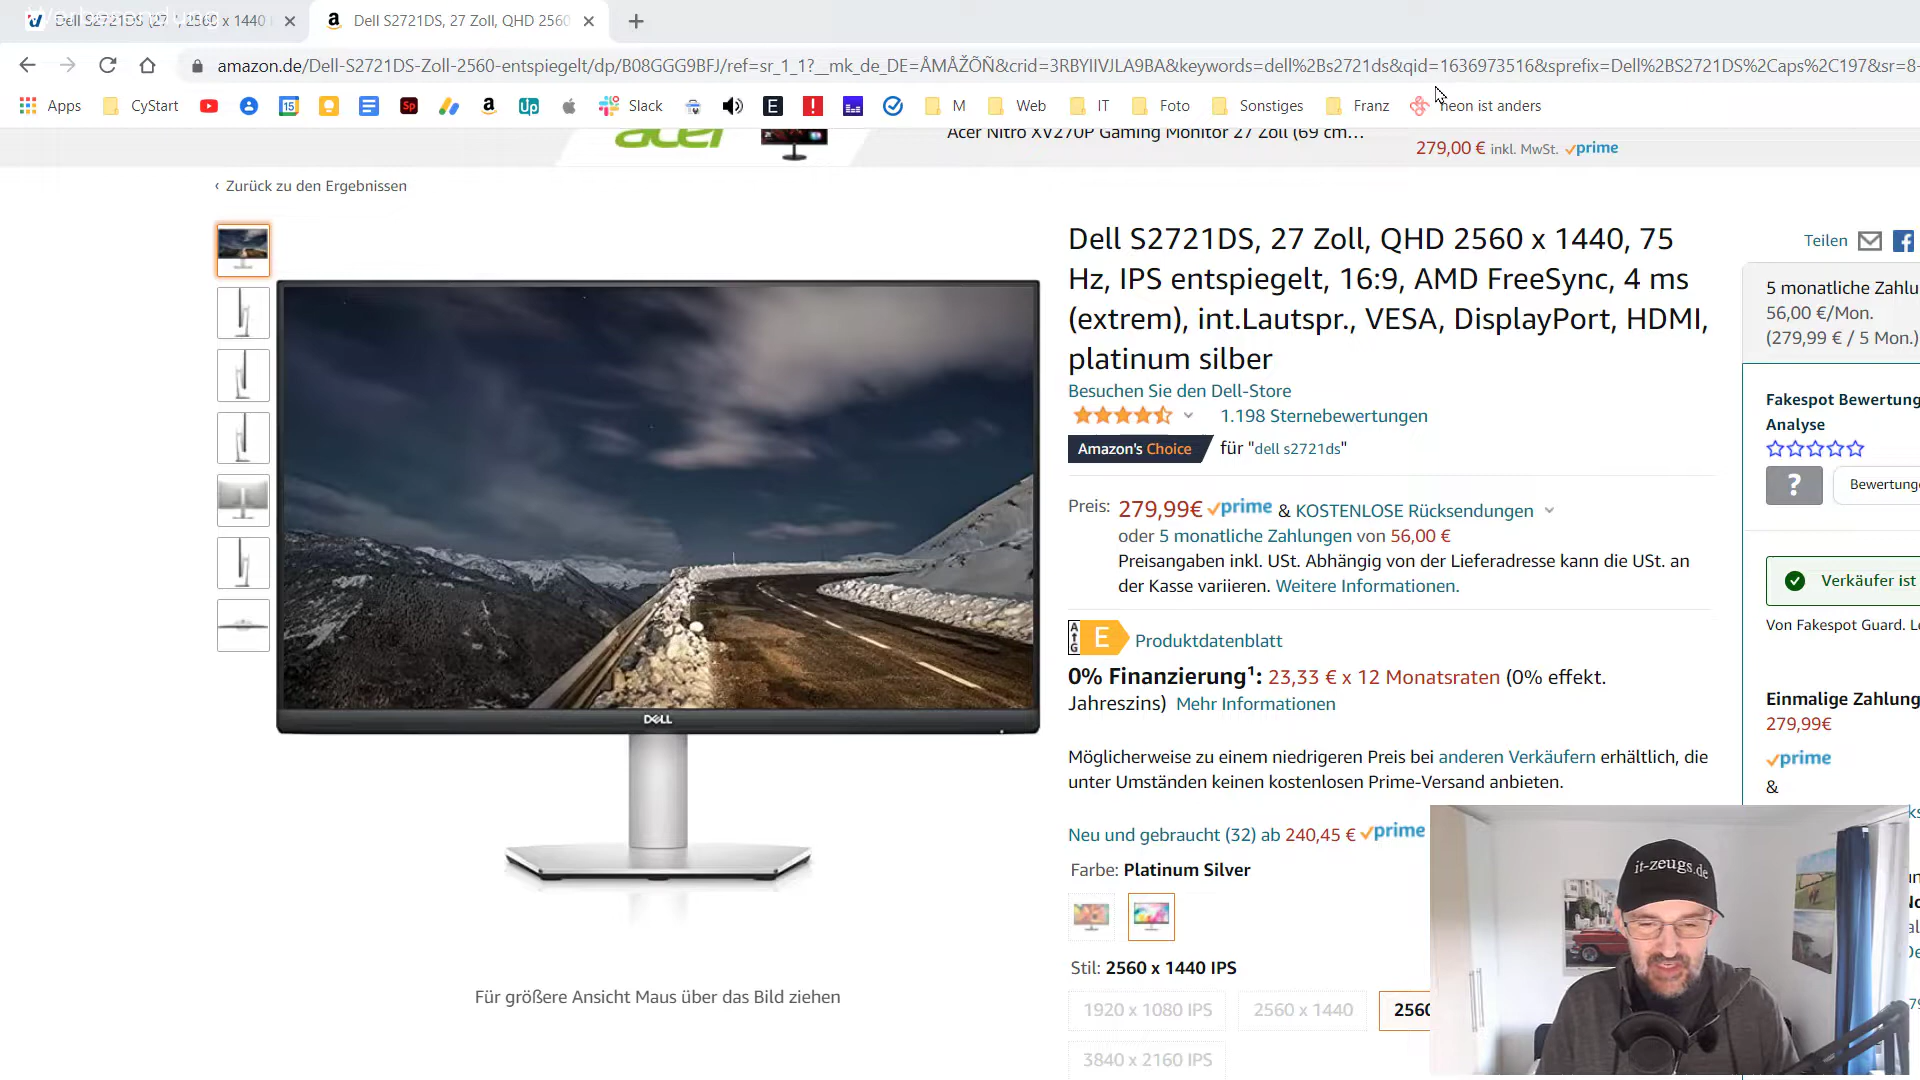 Dell S2721DS (27", 2560 x 1440
Dell S2721DS, 27 Zoll, QHD 2560
amazon.de/Dell-S2721DS-Zoll-2560-entspiegelt/dp/B08GGG9BFJ/ref=sr_1_1?__mk_de_DE=ÅMÅŽÕÑ&crid=3RBYIIVJLA9BA&keywords=dell%2Bs2721ds&qid=1636973516&sprefix=Dell%2BS2721DS%2Caps%2C197&sr=8-
Apps CyStart Slack M Web IT Foto Sonstiges Franz neon ist anders
acer
Acer Nitro XV270P Gaming Monitor 27 Zoll (69 cm...
279,00 € inkl. MwSt. prime
‹ Zurück zu den Ergebnissen
Dell S2721DS, 27 Zoll, QHD 2560 x 1440, 75
Hz, IPS entspiegelt, 16:9, AMD FreeSync, 4 ms
(extrem), int.Lautspr., VESA, DisplayPort, HDMI,
platinum silber
Besuchen Sie den Dell-Store
1.198 Sternebewertungen
Amazon's Choice für "dell s2721ds"
Preis: 279,99€ prime & KOSTENLOSE Rücksendungen
oder 5 monatliche Zahlungen von 56,00 €
Preisangaben inkl. USt. Abhängig von der Lieferadresse kann die USt. an
der Kasse variieren. Weitere Informationen.
A
G
E Produktdatenblatt
0% Finanzierung¹: 23,33 € x 12 Monatsraten (0% effekt.
Jahreszins) Mehr Informationen
Möglicherweise zu einem niedrigeren Preis bei anderen Verkäufern erhältlich, die
unter Umständen keinen kostenlosen Prime-Versand anbieten.
Neu und gebraucht (32) ab 240,45 € prime
Farbe: Platinum Silver
Stil: 2560 x 1440 IPS
1920 x 1080 IPS
2560 x 1440
2560
3840 x 2160 IPS
DELL
Für größere Ansicht Maus über das Bild ziehen
Teilen
5 monatliche Zahlu
56,00 €/Mon.
(279,99 € / 5 Mon.)
Fakespot Bewertung
Analyse
?
Bewertung
Verkäufer ist
Von Fakespot Guard. Le
Einmalige Zahlung
279,99€
prime
&
it-zeugs.de